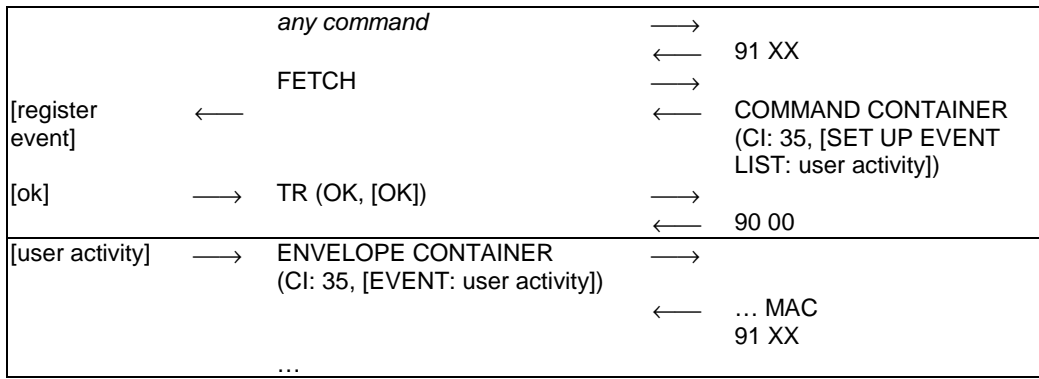 any command ⟶
⟵ 91 XX
FETCH ⟶
[register ⟵ ⟵ COMMAND CONTAINER
event] (CI: 35, [SET UP EVENT
LIST: user activity])
[ok] ⟶ TR (OK, [OK]) ⟶
⟵ 90 00
[user activity] ⟶ ENVELOPE CONTAINER ⟶
(CI: 35, [EVENT: user activity])
⟵ … MAC
91 XX
…